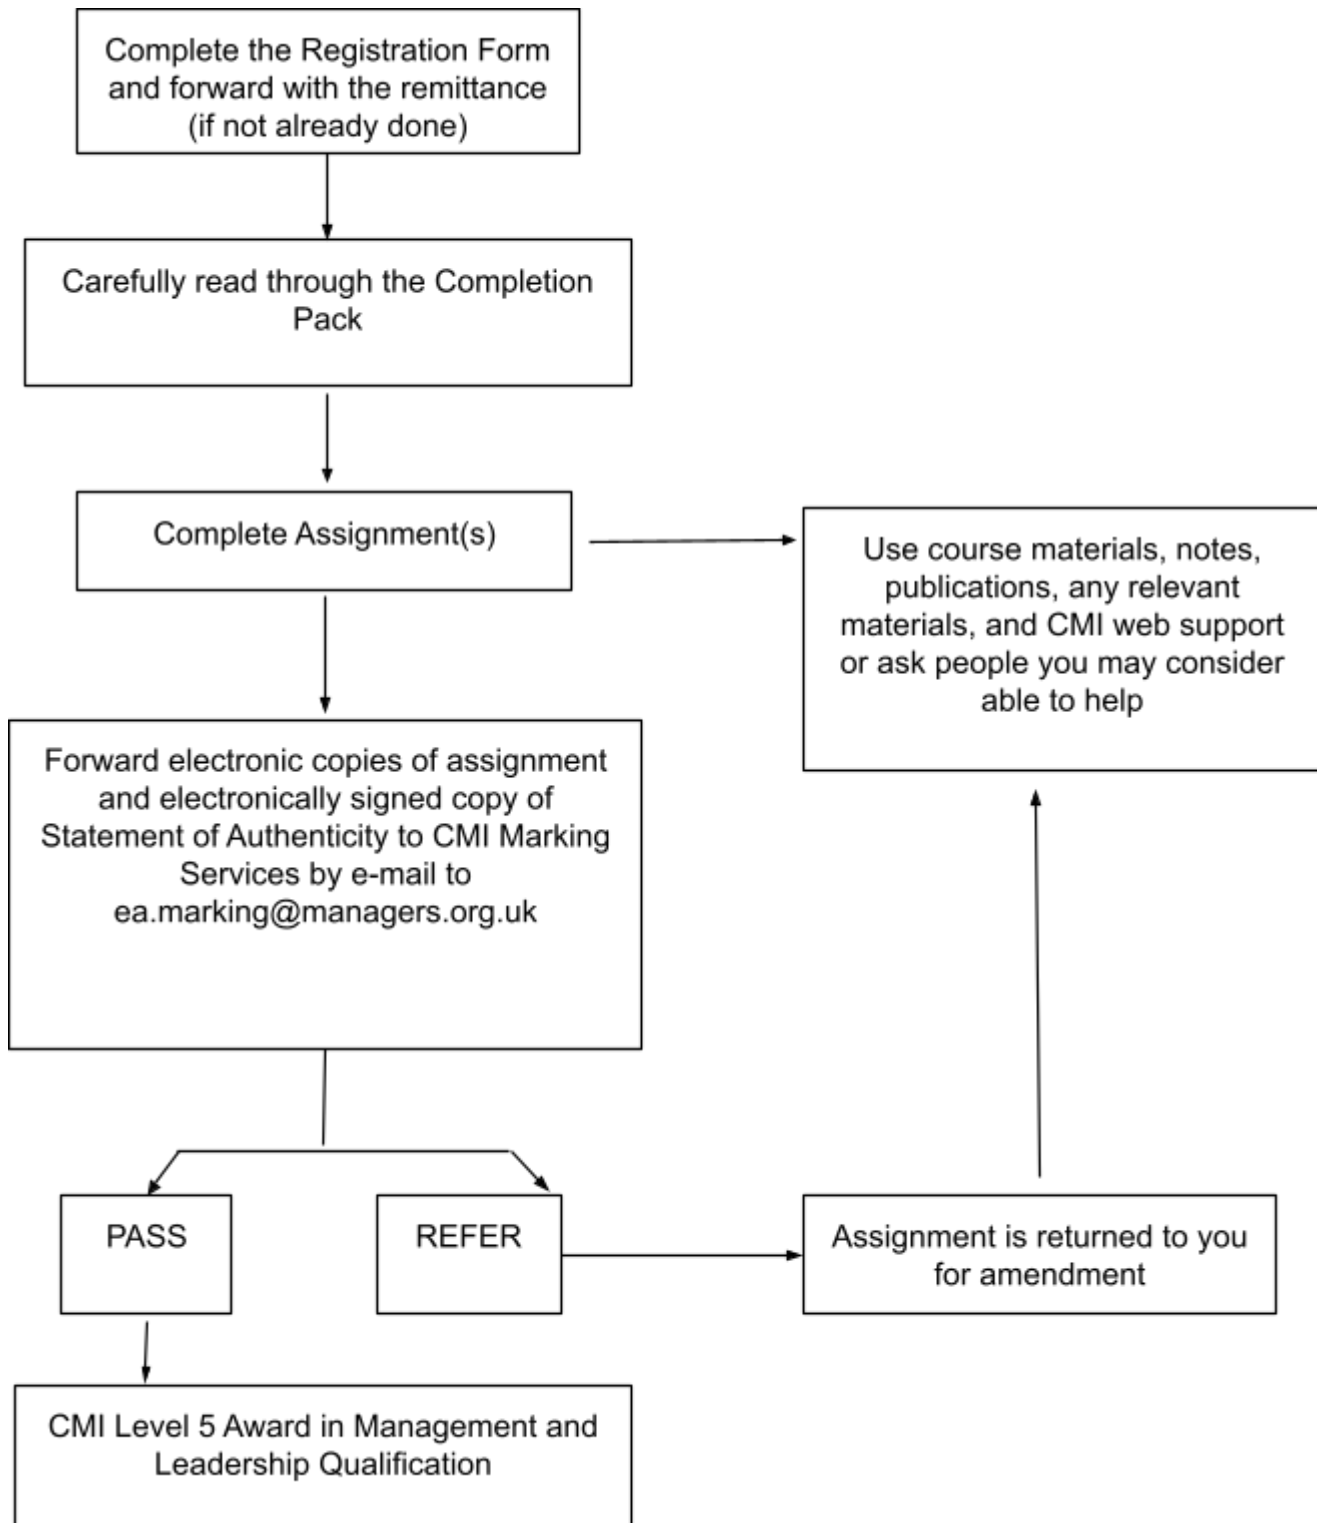 Complete the Registration Form
and forward with the remittance
(if not already done)
Carefully read through the Completion
Pack
Complete Assignment(s)
Use course materials, notes,
publications, any relevant
materials, and CMI web support
or ask people you may consider
able to help
Forward electronic copies of assignment
and electronically signed copy of
Statement of Authenticity to CMI Marking
Services by e-mail to
ea.marking@managers.org.uk
PASS
REFER
Assignment is returned to you
for amendment
CMI Level 5 Award in Management and
Leadership Qualification